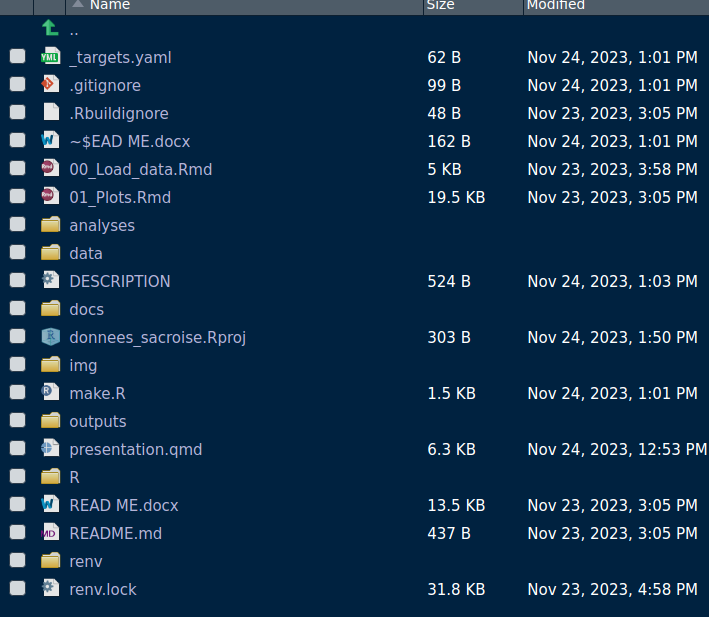 Name Size Modified
..
YML _targets.yaml 62 B Nov 24, 2023, 1:01 PM
.gitignore 99 B Nov 24, 2023, 1:01 PM
.Rbuildignore 48 B Nov 23, 2023, 3:05 PM
W ~$EAD ME.docx 162 B Nov 24, 2023, 1:01 PM
Rmd 00_Load_data.Rmd 5 KB Nov 23, 2023, 3:58 PM
Rmd 01_Plots.Rmd 19.5 KB Nov 23, 2023, 3:05 PM
analyses
data
DESCRIPTION 524 B Nov 24, 2023, 1:03 PM
docs
R donnees_sacroise.Rproj 303 B Nov 24, 2023, 1:50 PM
img
R make.R 1.5 KB Nov 24, 2023, 1:01 PM
outputs
presentation.qmd 6.3 KB Nov 24, 2023, 12:53 PM
R
W READ ME.docx 13.5 KB Nov 23, 2023, 3:05 PM
MD README.md 437 B Nov 23, 2023, 3:05 PM
renv
renv.lock 31.8 KB Nov 23, 2023, 4:58 PM